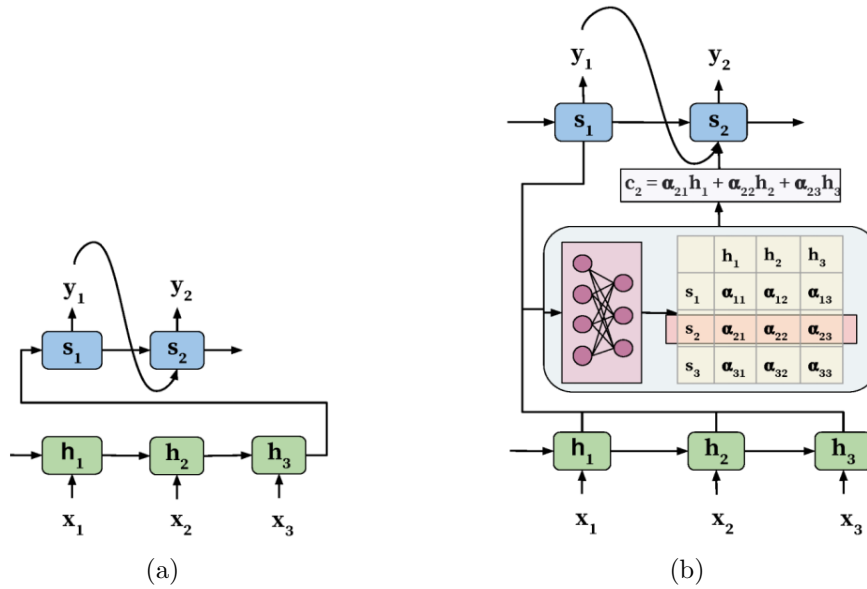 y₁ y₂
s₁ s₂
h₁ h₂ h₃
x₁ x₂ x₃
(a)
y₁ y₂
s₁ s₂
c₂ = α₂₁h₁ + α₂₂h₂ + α₂₃h₃
h₁ h₂ h₃
s₁ α₁₁ α₁₂ α₁₃
s₂ α₂₁ α₂₂ α₂₃
s₃ α₃₁ α₃₂ α₃₃
h₁ h₂ h₃
x₁ x₂ x₃
(b)